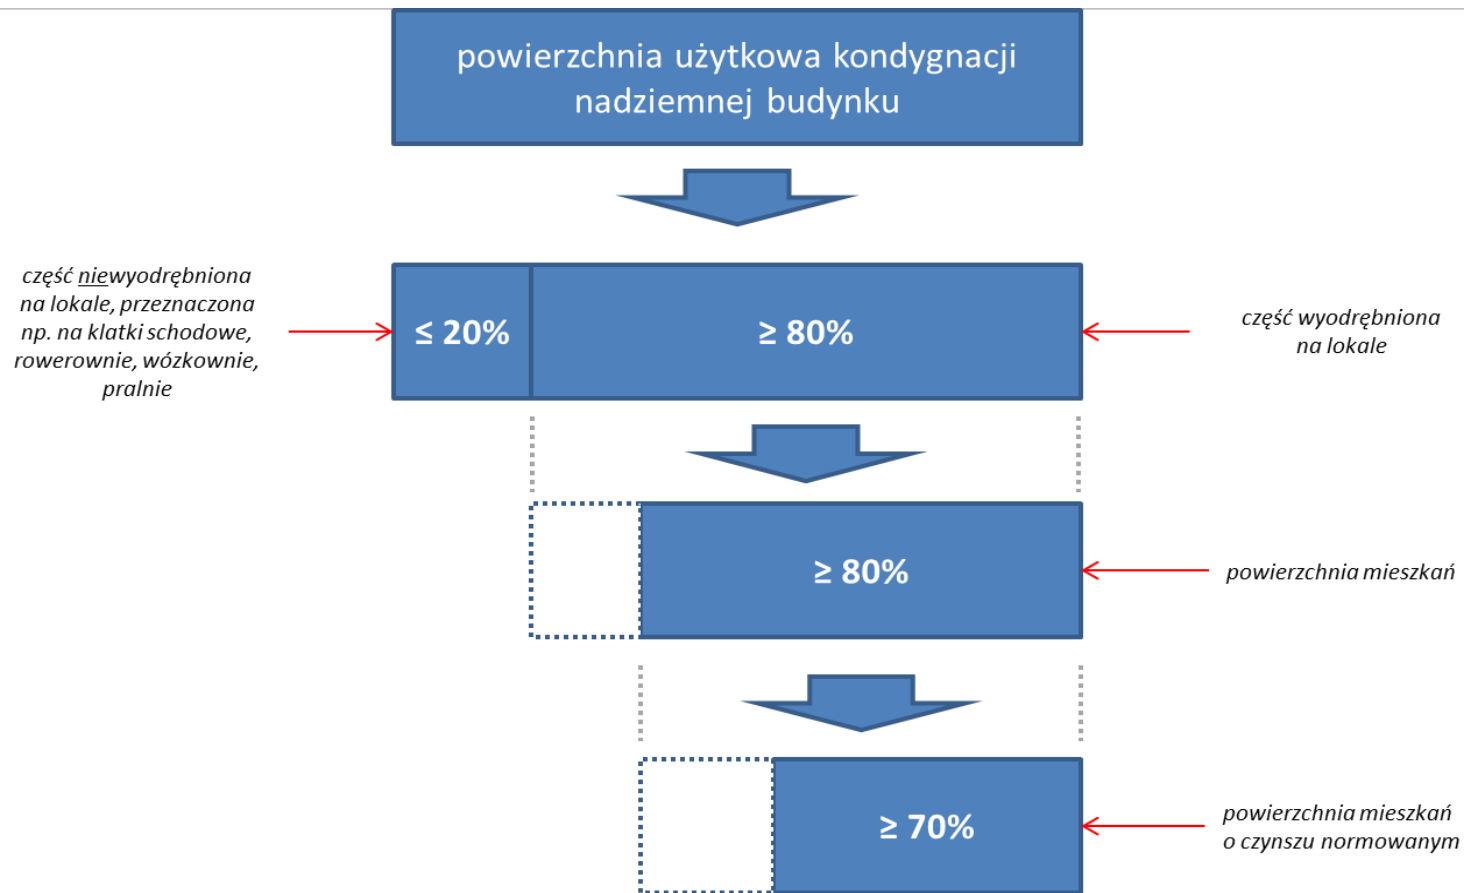 powierzchnia użytkowa kondygnacji
nadziemnej budynku
część niewyodrębniona
na lokale, przeznaczona
np. na klatki schodowe,
rowerownie, wózkownie,
pralnie
≤ 20%
≥ 80%
część wyodrębniona
na lokale
≥ 80%
powierzchnia mieszkań
≥ 70%
powierzchnia mieszkań
o czynszu normowanym